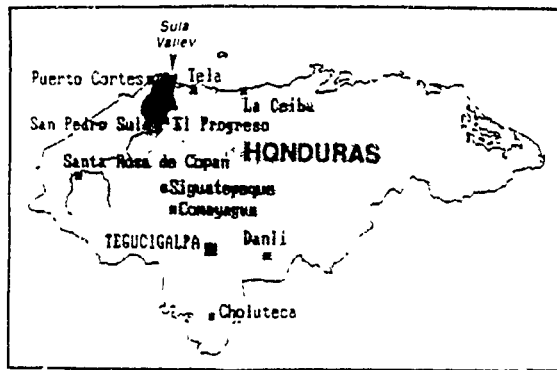 Sula
Valley
Puerto Cortes
Tela
La Ceiba
San Pedro Sula
El Progreso
HONDURAS
Santa Rosa de Copan
Siguatepeque
Comayagua
TEGUCIGALPA
Danli
Choluteca